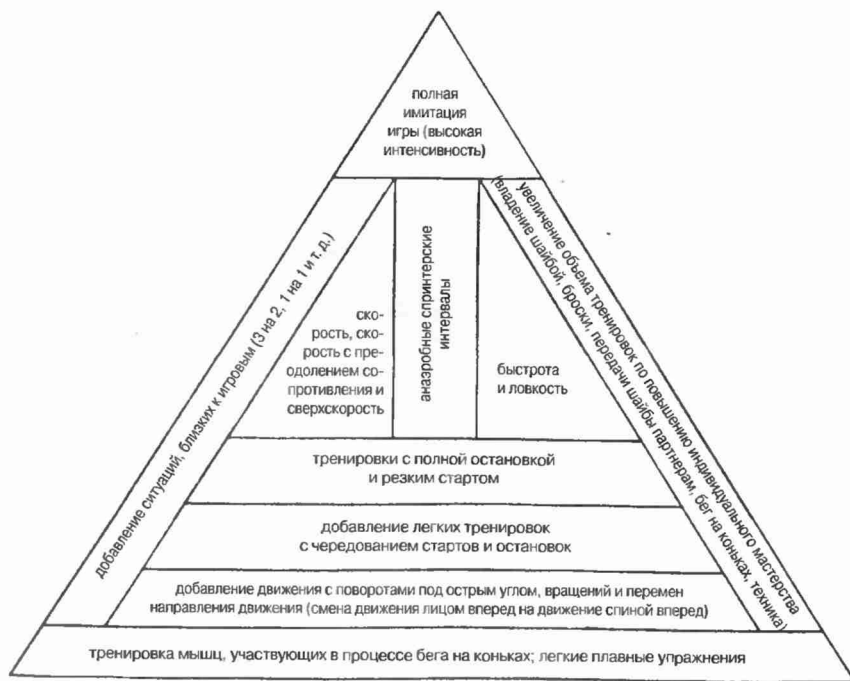 полная
имитация
игры (высокая
интенсивность)
добавление ситуаций, близких к игровым (3 на 2, 1 на 1 и т. д.)
ско-
рость, ско-
рость с пре-
одолением со-
противления и
сверхскорость
анаэробные спринтерские
интервалы
быстрота
и ловкость
увеличение объема тренировок по повышению индивидуального мастерства
(владение шайбой, броски, передачи шайбы партнерам, бег на коньках, техника)
тренировки с полной остановкой
и резким стартом
добавление легких тренировок
с чередованием стартов и остановок
добавление движения с поворотами под острым углом, вращений и перемен
направления движения (смена движения лицом вперед на движение спиной вперед)
тренировка мышц, участвующих в процессе бега на коньках; легкие плавные упражнения